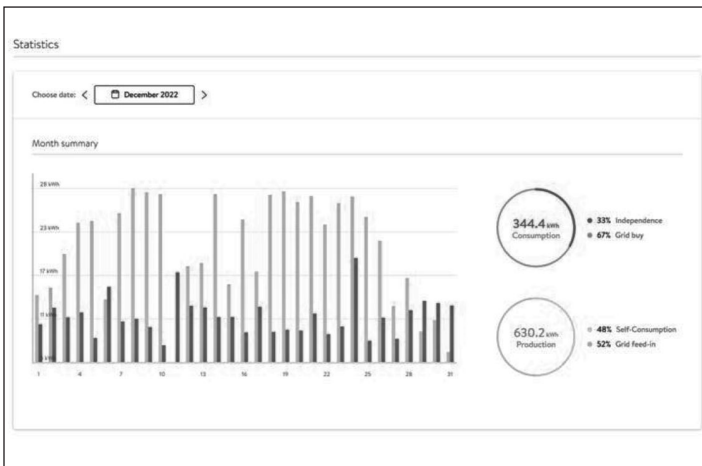 Statistics
Choose date: < December 2022 >
Month summary
28 kWh
23 kWh
17 kWh
11 kWh
kWh
1 4 7 10 13 16 19 22 25 28 31
344.4 kWh
Consumption
33% Independence
67% Grid buy
630.2 kWh
Production
48% Self-Consumption
52% Grid feed-in